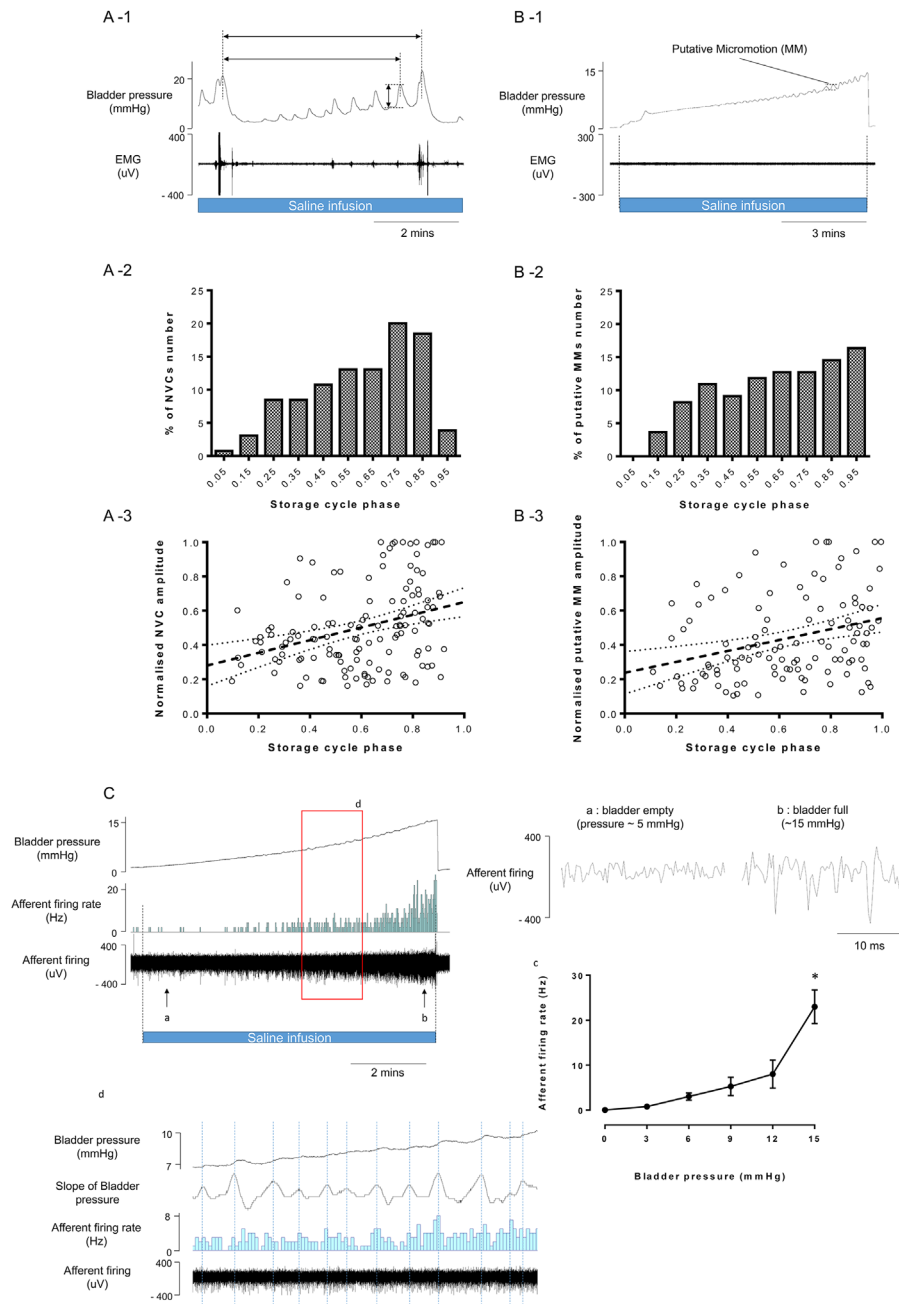 A -1
20
Bladder pressure
(mmHg)
0
400
EMG
(uV)
- 400
Saline infusion
2 mins
B -1
Putative Micromotion (MM)
15
Bladder pressure
(mmHg)
0
300
EMG
(uV)
- 300
Saline infusion
3 mins
A -2
% of NVCs number
25
20
15
10
5
0
0.05 0.15 0.25 0.35 0.45 0.55 0.65 0.75 0.85 0.95
Storage cycle phase
B -2
% of putative MMs number
25
20
15
10
5
0
0.05 0.15 0.25 0.35 0.45 0.55 0.65 0.75 0.85 0.95
Storage cycle phase
A -3
Normalised NVC amplitude
1.0
0.8
0.6
0.4
0.2
0.0
0.0 0.2 0.4 0.6 0.8 1.0
Storage cycle phase
B -3
Normalised putative MM amplitude
1.0
0.8
0.6
0.4
0.2
0.0
0.0 0.2 0.4 0.6 0.8 1.0
Storage cycle phase
C
d
15
Bladder pressure
(mmHg)
0
20
Afferent firing rate
(Hz)
0
400
Afferent firing
(uV)
- 400
a
b
Saline infusion
2 mins
a : bladder empty
(pressure ~ 5 mmHg)
b : bladder full
(~15 mmHg)
400
Afferent firing
(uV)
- 400
10 ms
c
Afferent firing rate (Hz)
30
20
10
0
*
0 3 6 9 12 15
Bladder pressure (mmHg)
d
10
Bladder pressure
(mmHg)
7
Slope of Bladder
pressure
8
Afferent firing rate
(Hz)
0
400
Afferent firing
(uV)
- 400